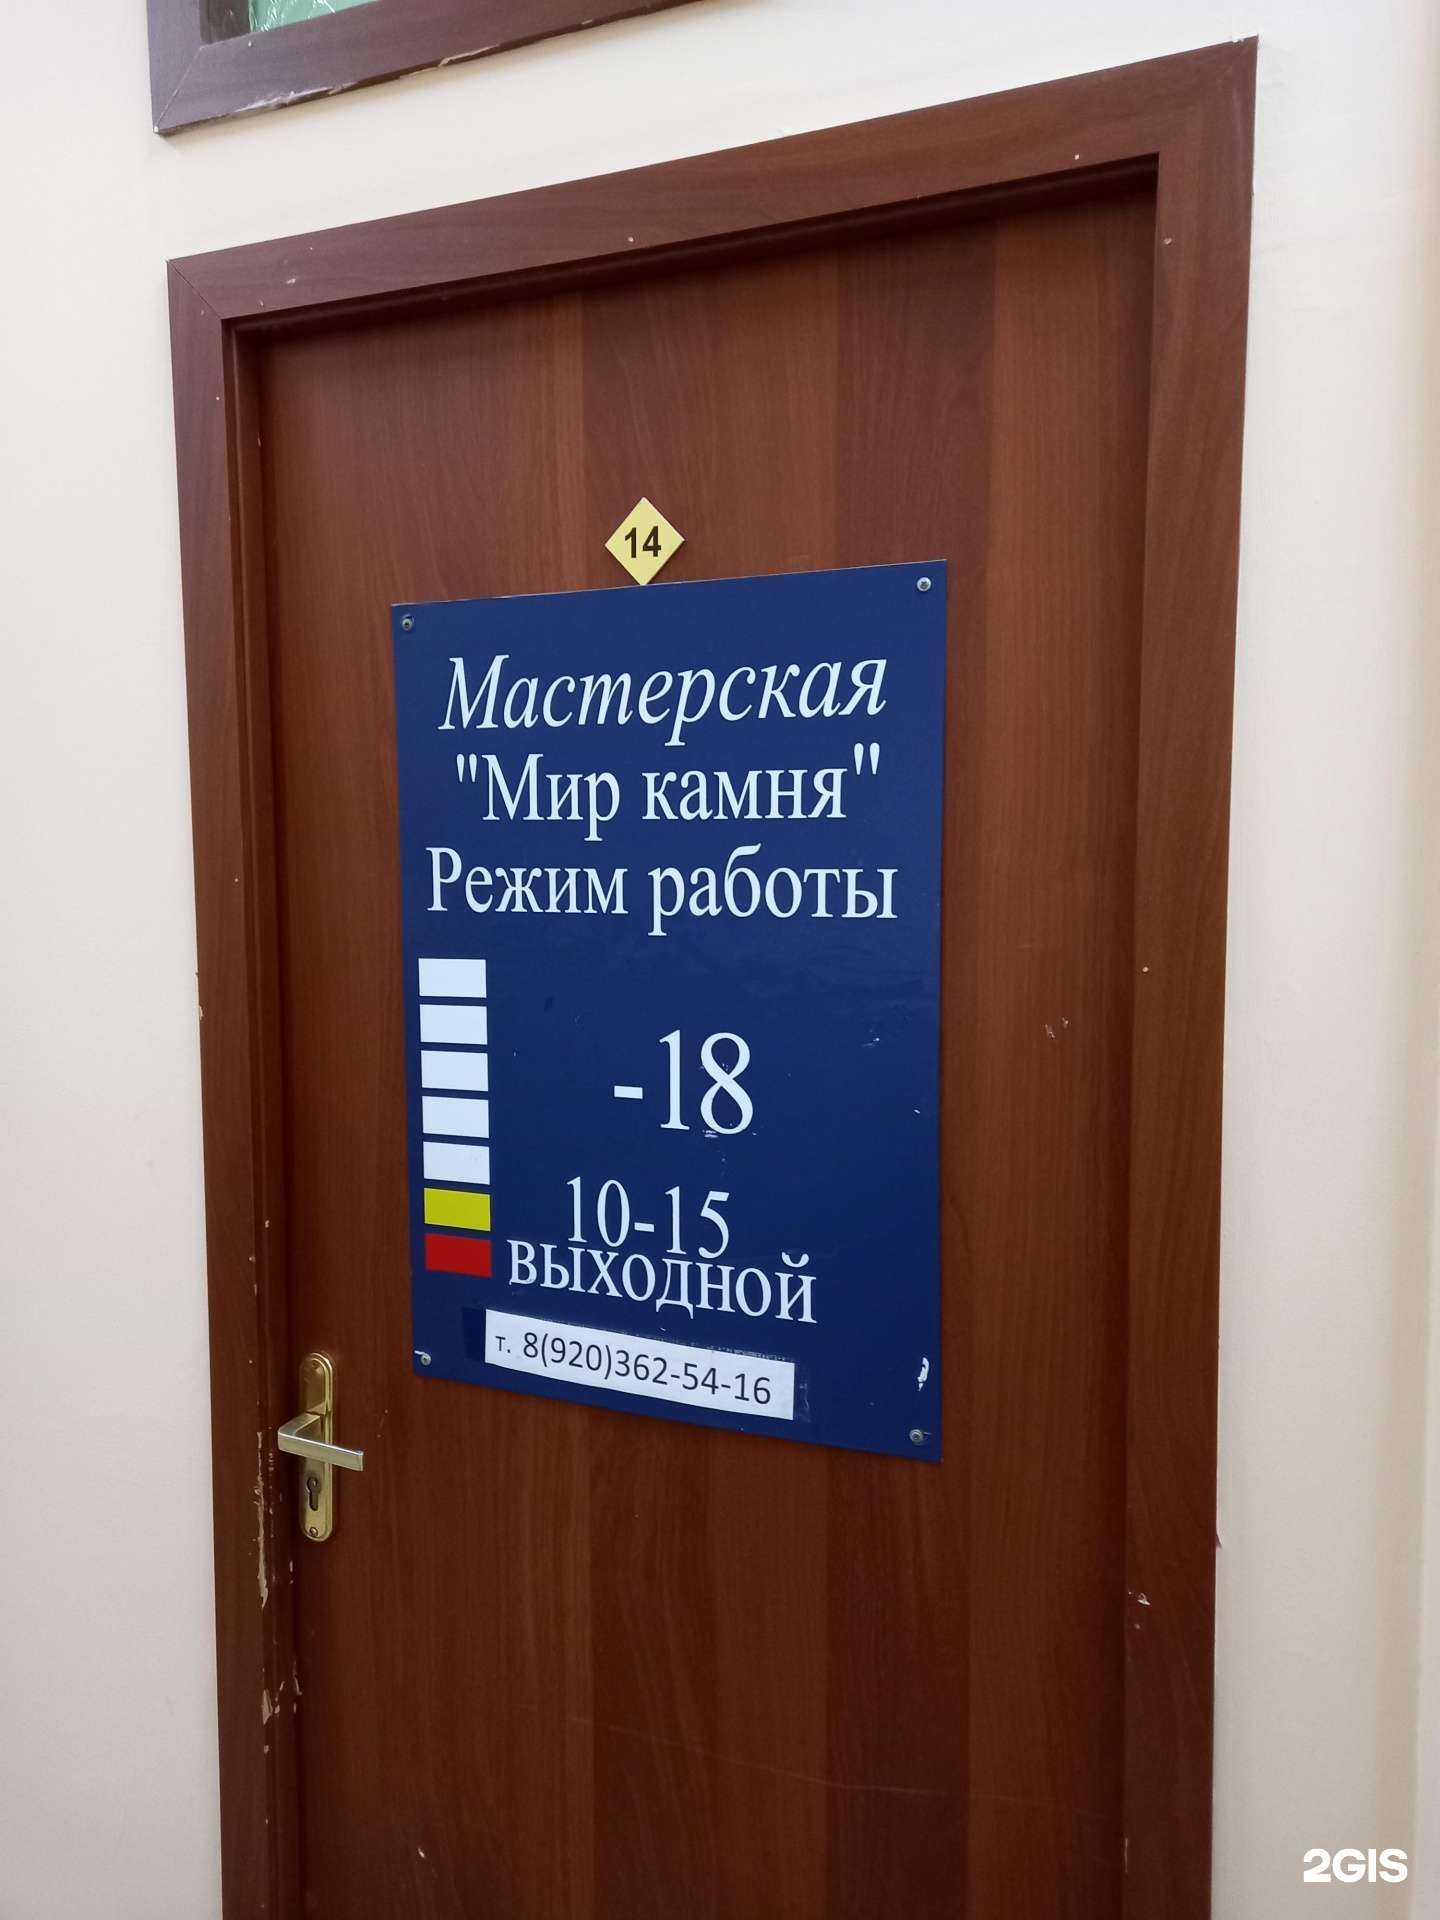 14
Мастерская
"Мир камня"
Режим работы
-18
10-15
выходной
т. 8(920)362-54-16
2GIS